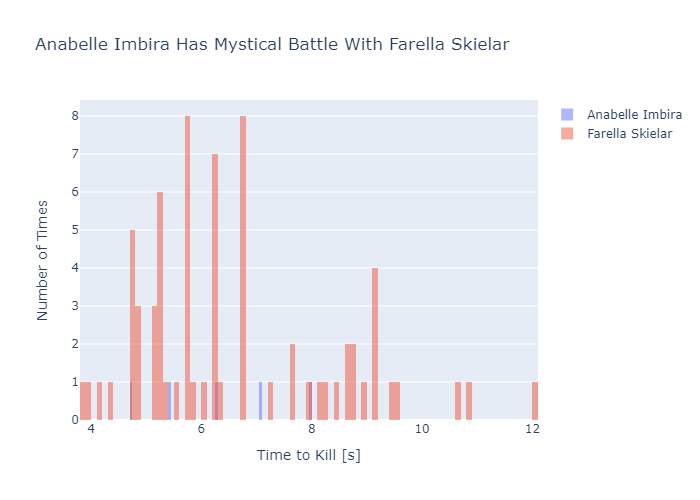 Anabelle Imbira Has Mystical Battle With Farella Skielar
Anabelle Imbira
Farella Skielar
Number of Times
8
7
6
5
4
3
2
1
0
4 6 8 10 12
Time to Kill [s]